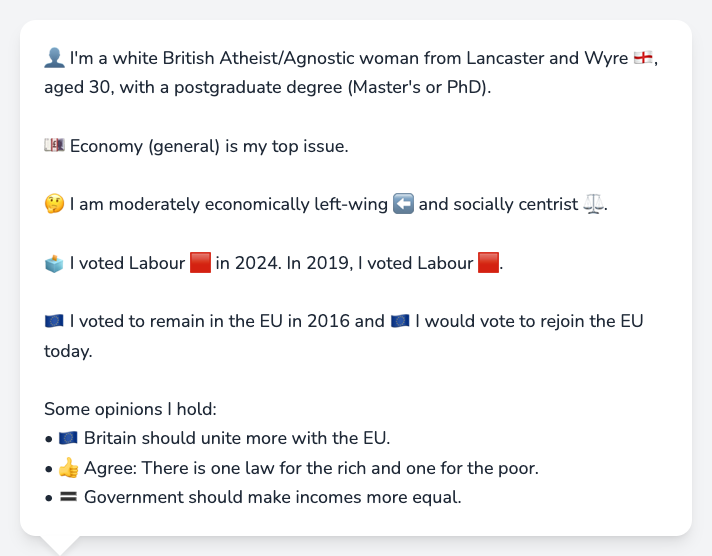 👤 I'm a white British Atheist/Agnostic woman from Lancaster and Wyre 🏴󠁧󠁢󠁥󠁮󠁧󠁿,
aged 30, with a postgraduate degree (Master's or PhD).
💷 Economy (general) is my top issue.
🤔 I am moderately economically left-wing ⬅️ and socially centrist ⚖️.
🗳️ I voted Labour 🟥 in 2024. In 2019, I voted Labour 🟥.
🇪🇺 I voted to remain in the EU in 2016 and 🇪🇺 I would vote to rejoin the EU
today.
Some opinions I hold:
• 🇪🇺 Britain should unite more with the EU.
• 👍 Agree: There is one law for the rich and one for the poor.
• 🟰 Government should make incomes more equal.